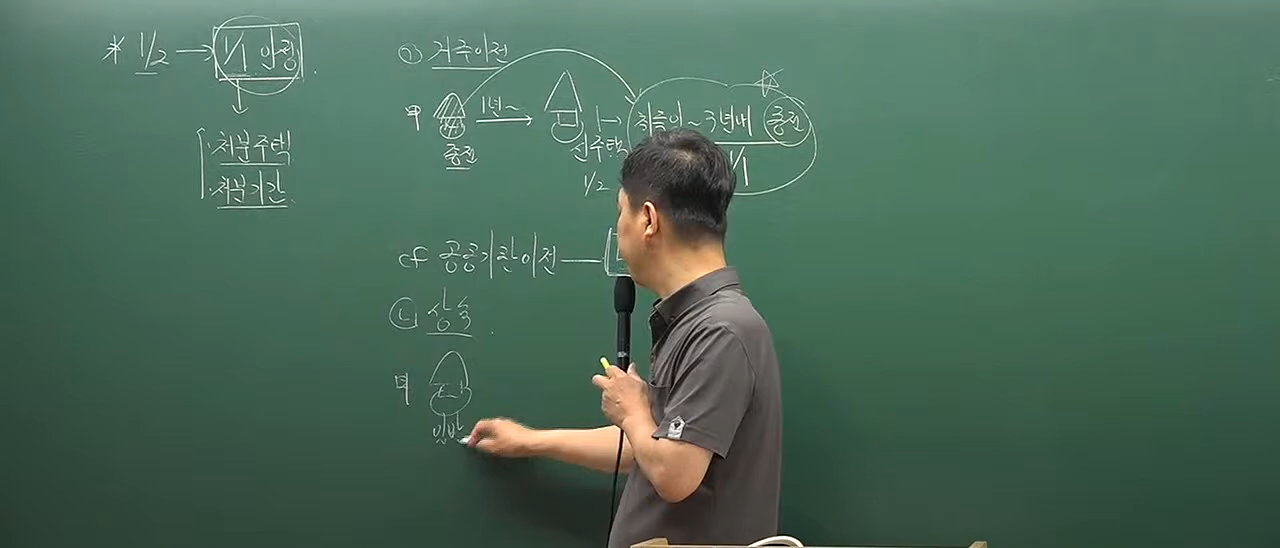 * 1/2 → 1/1 인정.
· 처분주택
· 처분기간
㉠ 거주이전
甲 1년~ → 취득이~3년내 종전
종전 신주택 1/1
1/2
cf 공공기관이전
㉡ 상속
甲
일반